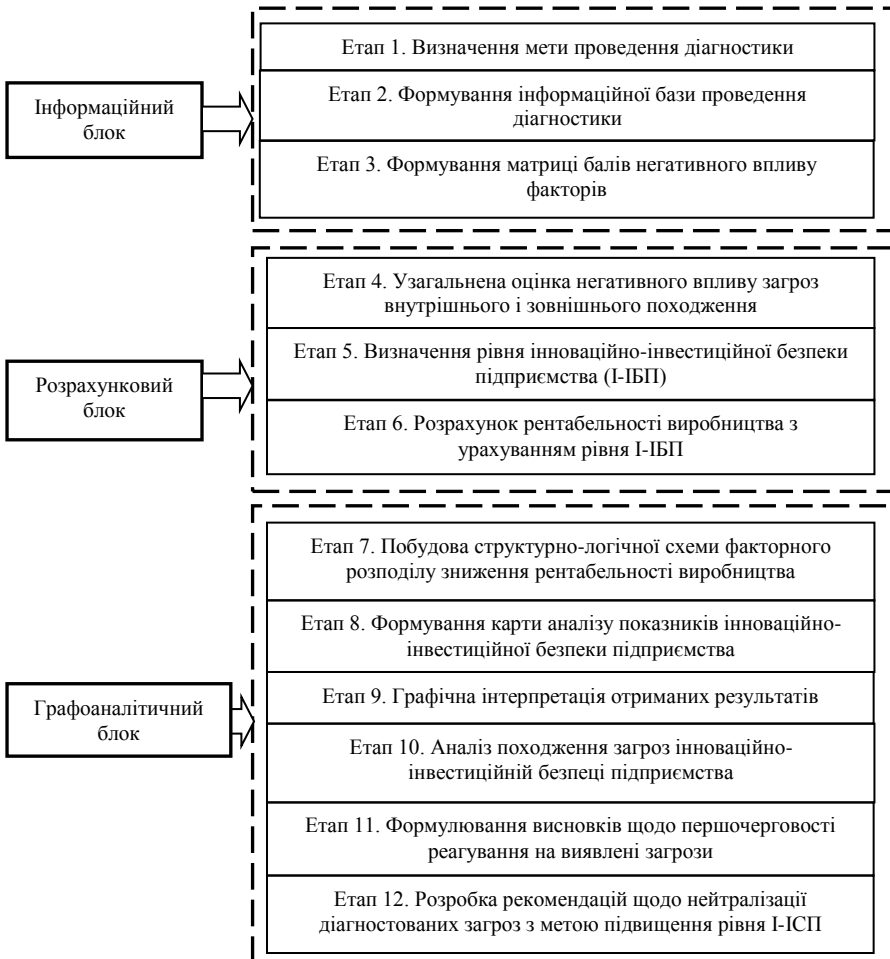 Етап 1. Визначення мети проведення діагностики
Інформаційний
блок
Етап 2. Формування інформаційної бази проведення
діагностики
Етап 3. Формування матриці балів негативного впливу
факторів
Етап 4. Узагальнена оцінка негативного впливу загроз
внутрішнього і зовнішнього походження
Розрахунковий
блок
Етап 5. Визначення рівня інноваційно-інвестиційної безпеки
підприємства (І-ІБП)
Етап 6. Розрахунок рентабельності виробництва з
урахуванням рівня І-ІБП
Етап 7. Побудова структурно-логічної схеми факторного
розподілу зниження рентабельності виробництва
Етап 8. Формування карти аналізу показників інноваційно-
інвестиційної безпеки підприємства
Графоаналітичний
блок
Етап 9. Графічна інтерпретація отриманих результатів
Етап 10. Аналіз походження загроз інноваційно-
інвестиційній безпеці підприємства
Етап 11. Формулювання висновків щодо першочерговості
реагування на виявлені загрози
Етап 12. Розробка рекомендацій щодо нейтралізації
діагностованих загроз з метою підвищення рівня І-ІСП